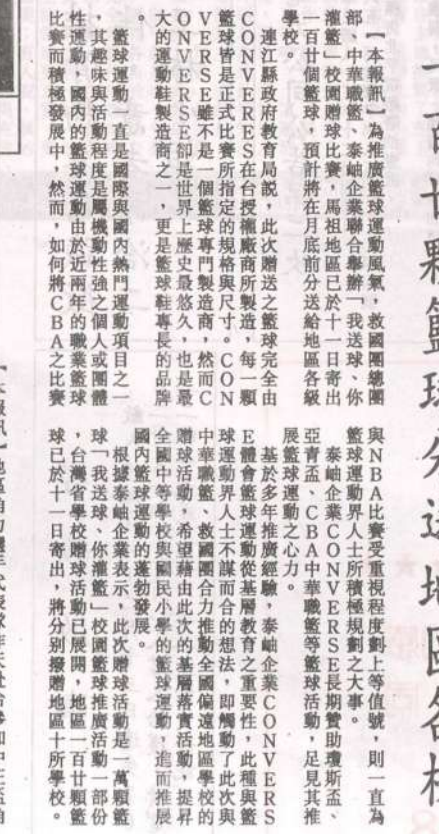 一百廿顆籃球分送地區各校
【本報訊】為推廣籃球運動風氣，救國團總團
部、中華職籃、泰岫企業聯合舉辦「我送球、你
灌籃」校園贈球比賽，馬祖地區已於十一日寄出
一百廿個籃球，預計將在月底前分送給地區各級
學校。
連江縣政府教育局說，此次贈送之籃球完全由
CONVERES在台授權廠商所製造，每一顆
籃球皆是正式比賽所指定的規格與尺寸。CON
VERSE雖不是一個籃球專門製造商，然而C
ONVERSE卻是世界上歷史最悠久，也是最
大的運動鞋製造商之一，更是籃球鞋專長的品牌
。
籃球運動一直是國際與國內熱門運動項目之一
，其趣味與活動程度是屬機動性強之個人或團體
性運動，國內的籃球運動由於近兩年的職業籃球
比賽而積極發展中，然而，如何將CBA之比賽
與NBA比賽受重視程度劃上等值號，則一直為
籃球運動界人士所積極規劃之大事。
泰岫企業CONVERSE長期贊助瓊斯盃、
亞青盃、CBA中華職籃等籃球活動，足見其推
展籃球運動之心力。
基於多年推廣經驗，泰岫企業CONVERS
E體會籃球運動從基層教育之重要性，此種與籃
球運動界人士不謀而合的想法，即觸動了此次與
中華職籃、救國團合力推動全國偏遠地區學校的
贈球活動，希望藉由此次的基層落實活動，提昇
全國中等學校與國民小學的籃球運動，進而推展
國內籃球運動的蓬勃發展。
根據泰岫企業表示，此次贈球活動是一萬顆籃
球「我送球、你灌籃」校園籃球推廣活動一部份
，台灣省學校贈球活動已展開，地區一百廿顆籃
球已於十一日寄出，將分別撥贈地區十所學校。